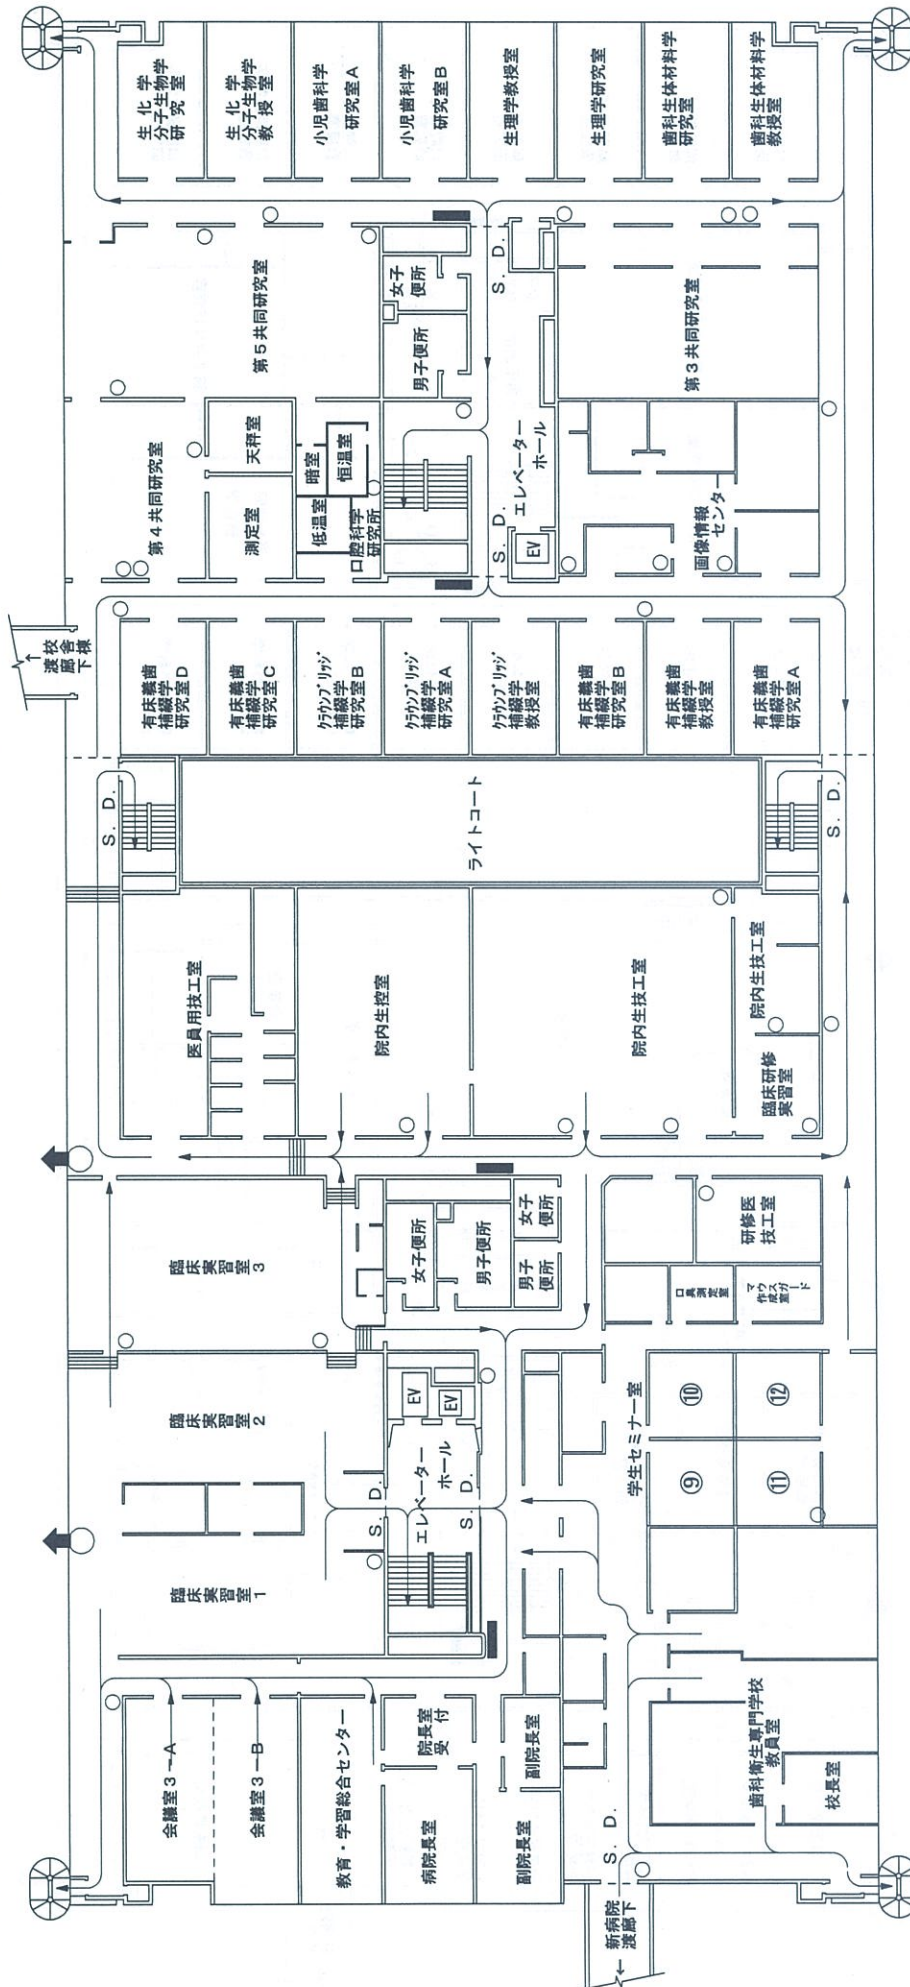 生化学
分子生物学
研究室
生化学
分子生物学
教授室
小児歯科学
研究室A
小児歯科学
研究室B
生理学教授室
生理学研究室
歯科生体材料学
研究室
歯科生体材料学
教授室
第5共同研究室
女子
便所
男子便所
S. D.
第3共同研究室
第4共同研究室
天秤室
測定室
暗室
恒温室
低温室
口腔科学
研究所
エレベーター
ホール
S. D.
EV
画像情報
センター
↑
校舎棟
渡廊下
有床義歯
補綴学
研究室D
有床義歯
補綴学
研究室C
クラウンブリッジ
補綴学
研究室B
クラウンブリッジ
補綴学
研究室A
クラウンブリッジ
補綴学
教授室
有床義歯
補綴学
研究室B
有床義歯
補綴学
教授室
有床義歯
補綴学
研究室A
S. D.
ライトコート
S. D.
医員用技工室
院内生控室
院内生技工室
院内生技工室
臨床研修
実習室
臨床実習室
3
女子便所
男子便所
女子
便所
男子
便所
研修医
技工室
口臭測定室
マウスガード
作成室
臨床実習室
2
EV
EV
エレベーター
ホール
S. D.
S. D.
学生セミナー室
⑩
⑫
⑨
⑪
臨床実習室
1
会議室3―A
会議室3―B
教育・学習総合センター
院長室
受付
病院長室
副院長室
副院長室
S. D.
歯科衛生専門学校
教員室
校長室
← 新病院
渡廊下